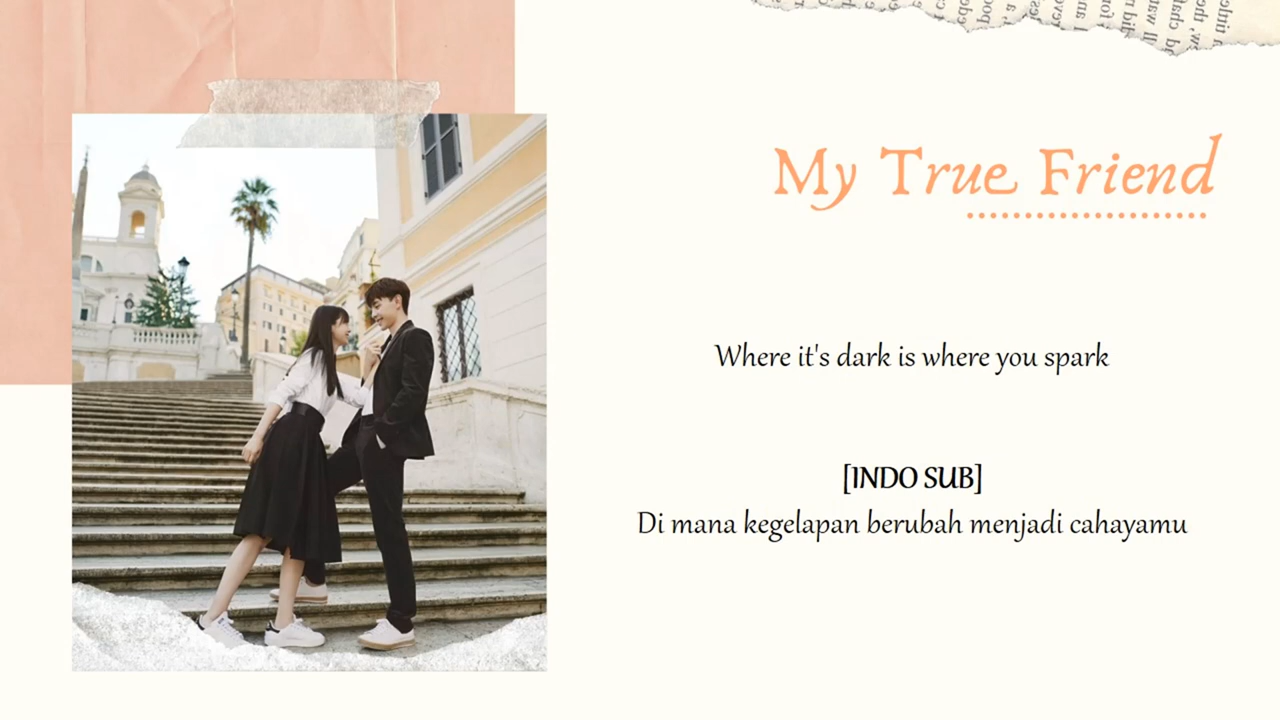 My True Friend
Where it's dark is where you spark
[INDO SUB]
Di mana kegelapan berubah menjadi cahayamu